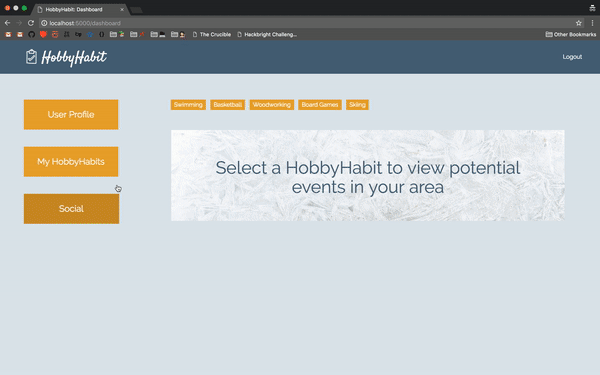 HobbyHabit: Dashboard
localhost:5000/dashboard
The Crucible
Hackbright Challeng...
Other Bookmarks
HobbyHabit
Logout
User Profile
My HobbyHabits
Social
Swimming
Basketball
Woodworking
Board Games
Skiing
Select a HobbyHabit to view potential
events in your area